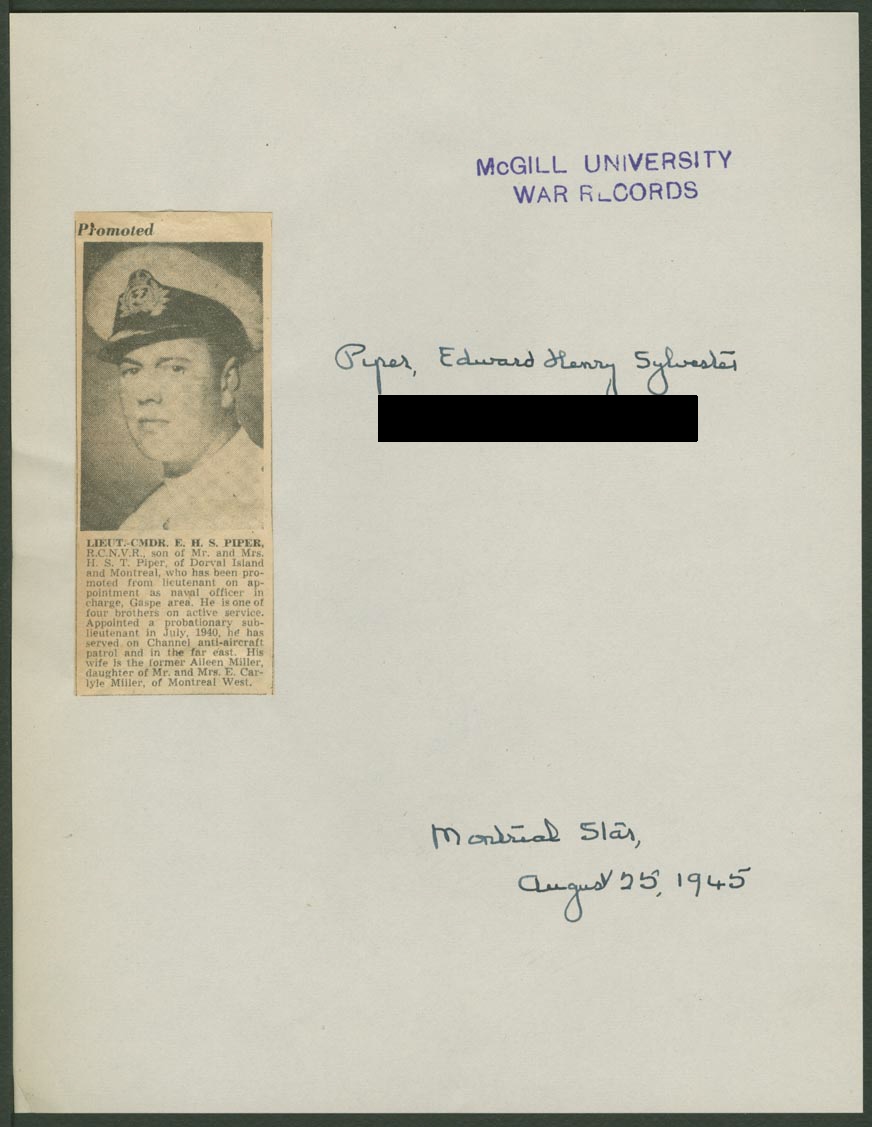 McGILL UNIVERSITY
WAR RECORDS
Promoted
Piper, Edward Henry Sylvester
LIEUT.-CMDR. E. H. S. PIPER,
R.C.N.V.R., son of Mr. and Mrs.
H. S. T. Piper, of Dorval Island
and Montreal, who has been pro-
moted from lieutenant on ap-
pointment as naval officer in
charge, Gaspe area. He is one of
four brothers on active service.
Appointed a probationary sub-
lieutenant in July, 1940, he has
served on Channel anti-aircraft
patrol and in the far east. His
wife is the former Aileen Miller,
daughter of Mr. and Mrs. E. Car-
lyle Miller, of Montreal West.
Montreal Star,
August 25, 1945